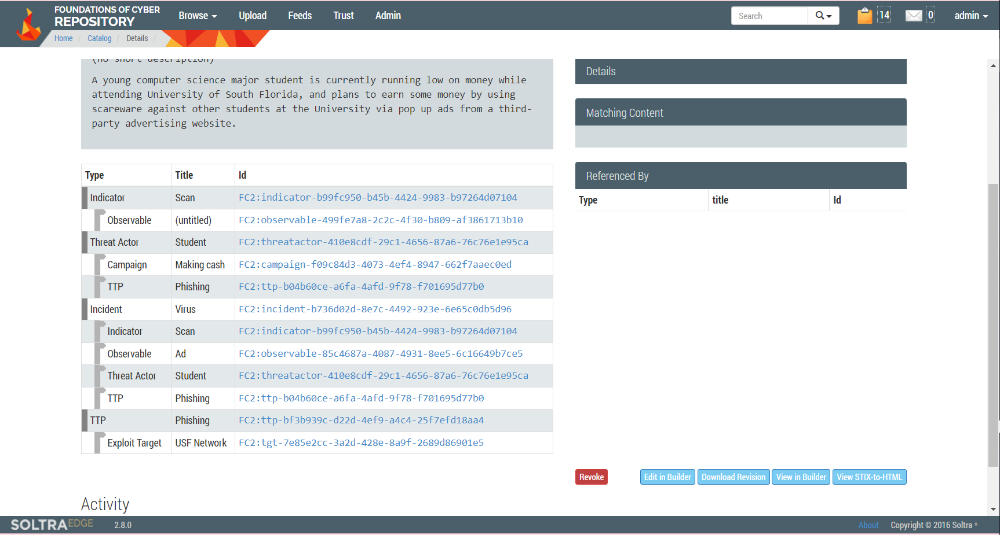 FOUNDATIONS OF CYBER
REPOSITORY
Browse Upload Feeds Trust Admin
Search
14
0
admin
Home / Catalog / Details /
(no short description)
A young computer science major student is currently running low on money while
attending University of South Florida, and plans to earn some money by using
scareware against other students at the University via pop up ads from a third-
party advertising website.
Details
Matching Content
Referenced By
Type title Id
Type Title Id
Indicator Scan FC2:indicator-b99fc950-b45b-4424-9983-b97264d07104
Observable (untitled) FC2:observable-499fe7a8-2c2c-4f30-b809-af3861713b10
Threat Actor Student FC2:threatactor-410e8cdf-29c1-4656-87a6-76c76e1e95ca
Campaign Making cash FC2:campaign-f09c84d3-4073-4ef4-8947-662f7aaec0ed
TTP Phishing FC2:ttp-b04b60ce-a6fa-4afd-9f78-f701695d77b0
Incident Virus FC2:incident-b736d02d-8e7c-4492-923e-6e65c0db5d96
Indicator Scan FC2:indicator-b99fc950-b45b-4424-9983-b97264d07104
Observable Ad FC2:observable-85c4687a-4087-4931-8ee5-6c16649b7ce5
Threat Actor Student FC2:threatactor-410e8cdf-29c1-4656-87a6-76c76e1e95ca
TTP Phishing FC2:ttp-b04b60ce-a6fa-4afd-9f78-f701695d77b0
TTP Phishing FC2:ttp-bf3b939c-d22d-4ef9-a4c4-25f7efd18aa4
Exploit Target USF Network FC2:tgt-7e85e2cc-3a2d-428e-8a9f-2689d86901e5
Revoke Edit in Builder Download Revision View in Builder View STIX-to-HTML
Activity
SOLTRA EDGE 2.8.0 About Copyright © 2016 Soltra *